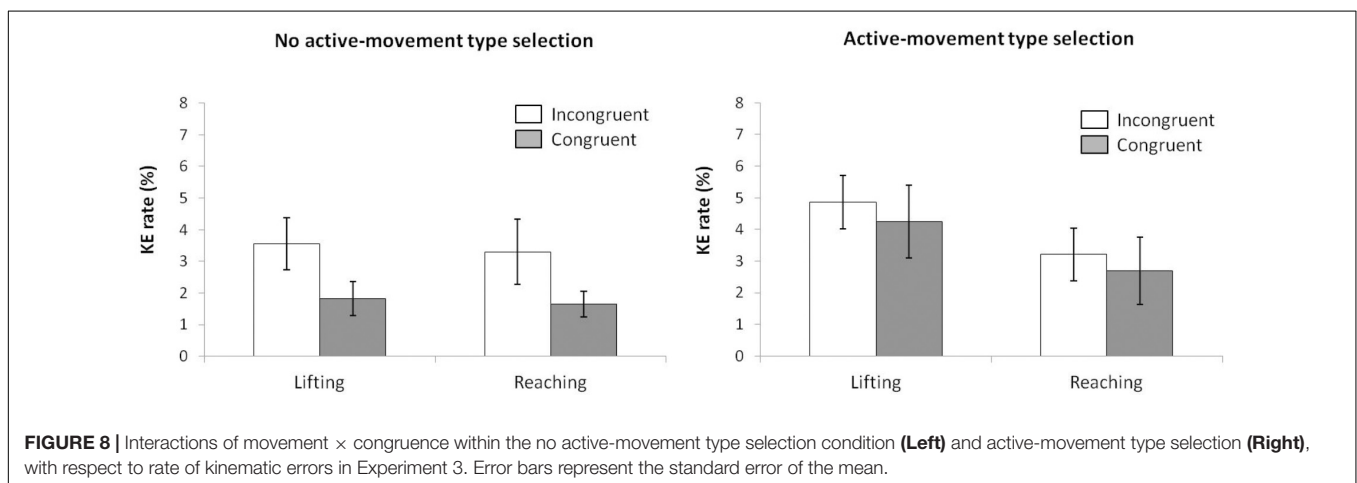 No active-movement type selection
Active-movement type selection
KE rate (%)
8
7
6
5
4
3
2
1
0
Incongruent
Congruent
Lifting
Reaching
KE rate (%)
8
7
6
5
4
3
2
1
0
Incongruent
Congruent
Lifting
Reaching
FIGURE 8 | Interactions of movement × congruence within the no active-movement type selection condition (Left) and active-movement type selection (Right),
with respect to rate of kinematic errors in Experiment 3. Error bars represent the standard error of the mean.